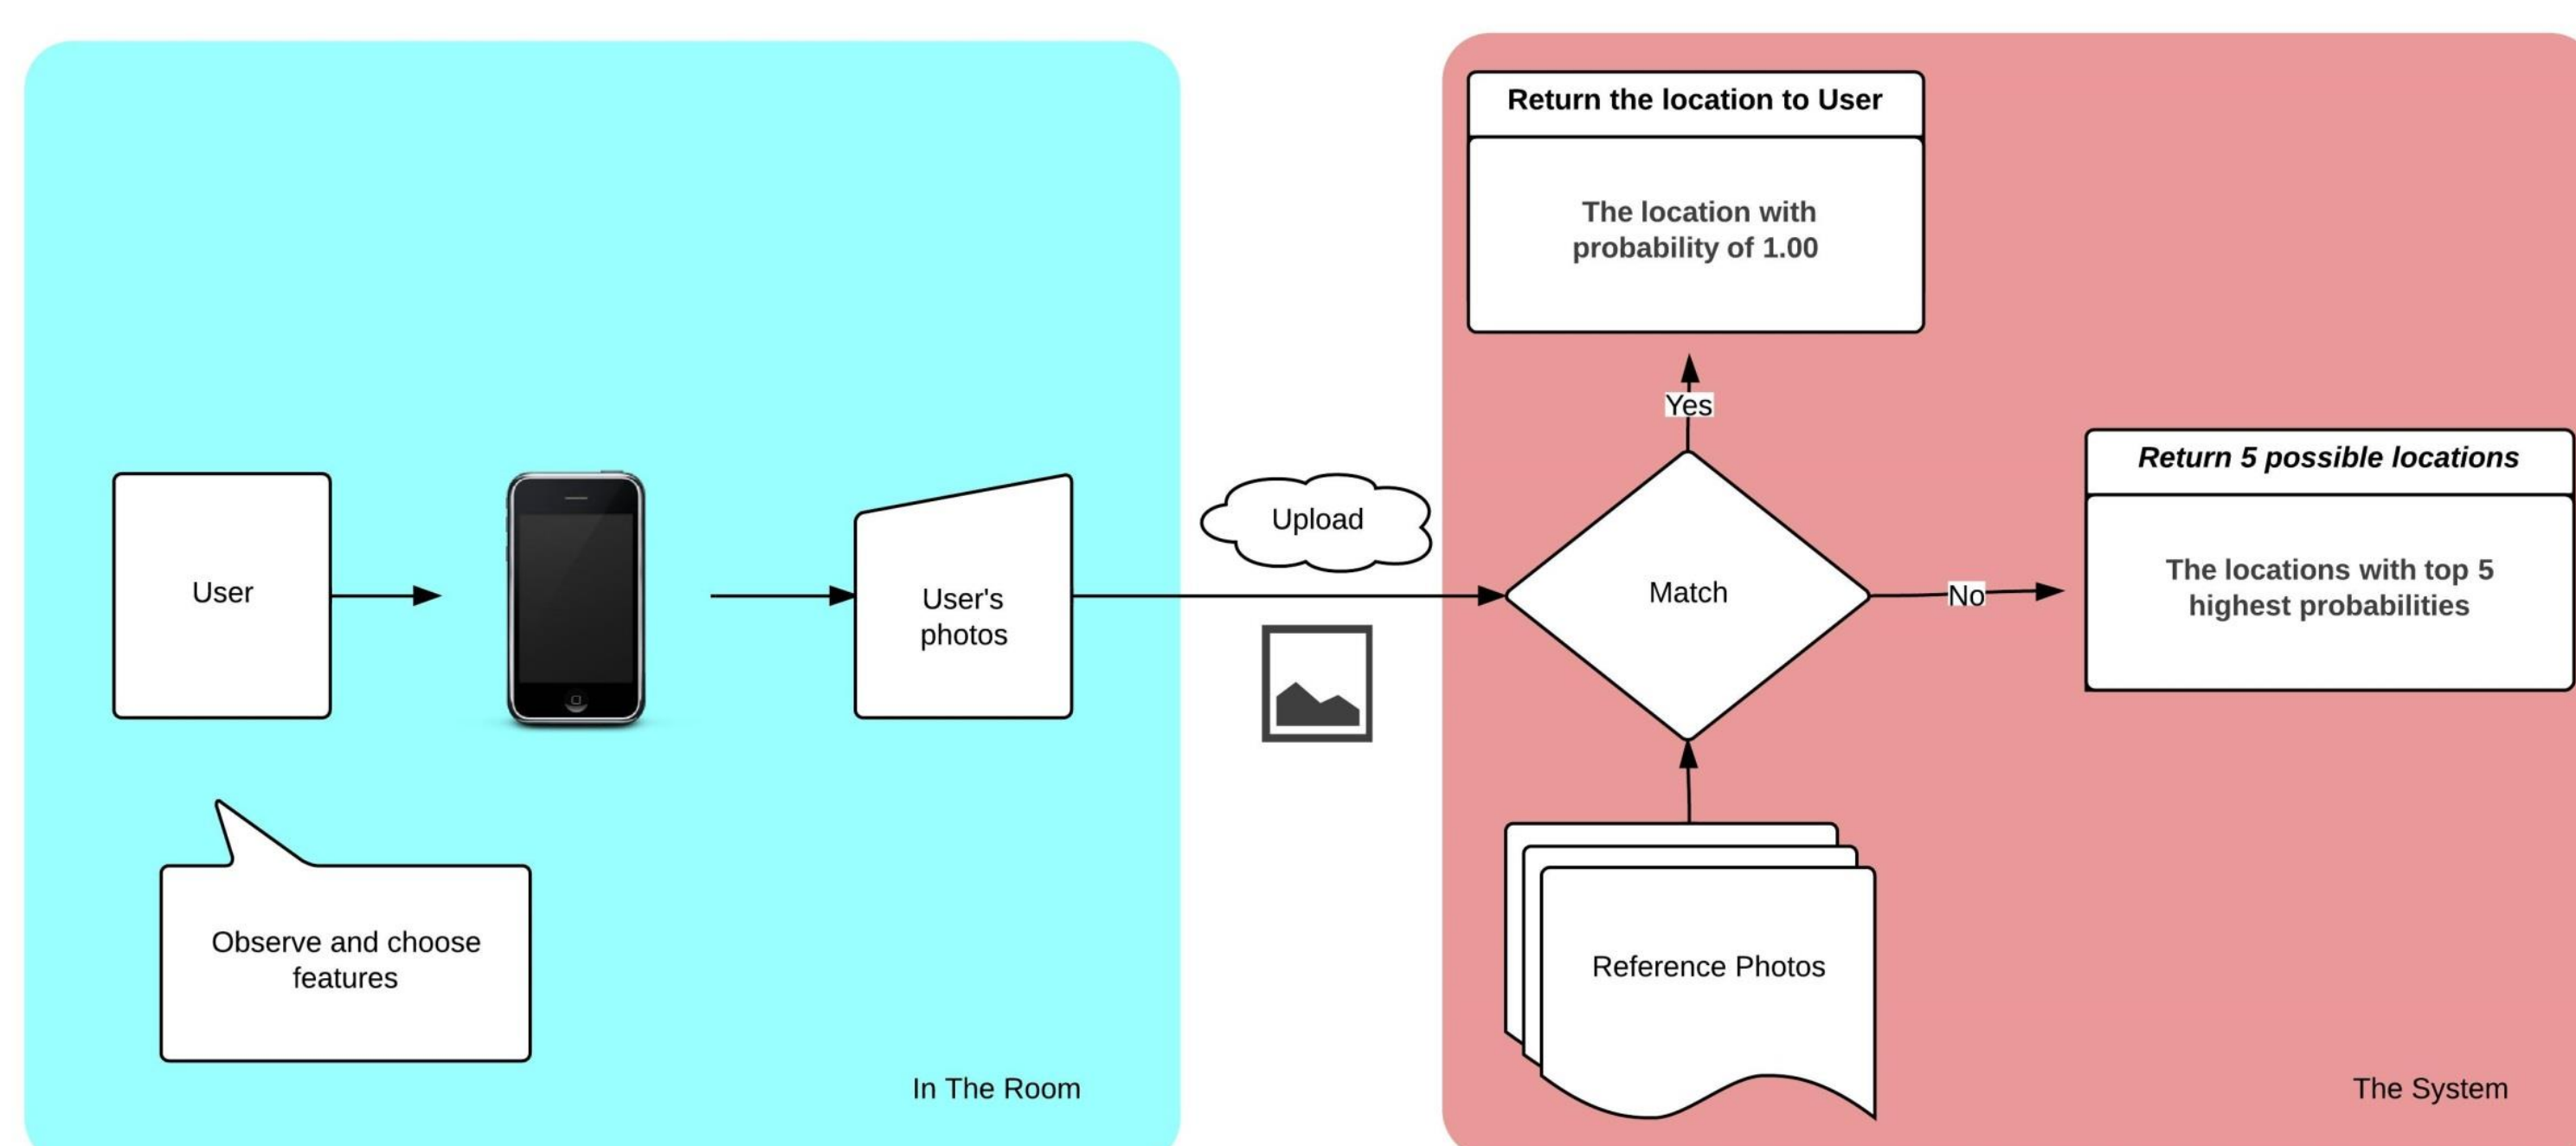 Return the location to User
The location with
probability of 1.00
Yes
Return 5 possible locations
The locations with top 5
highest probabilities
User
User's
photos
Upload
Match
No
Observe and choose
features
Reference Photos
In The Room
The System